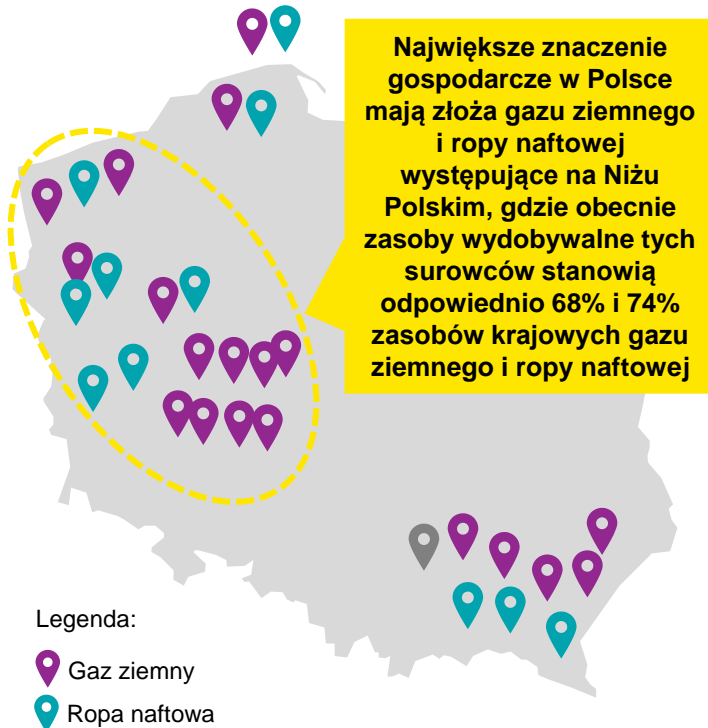 Największe znaczenie
gospodarcze w Polsce
mają złoża gazu ziemnego
i ropy naftowej
występujące na Niżu
Polskim, gdzie obecnie
zasoby wydobywalne tych
surowców stanowią
odpowiednio 68% i 74%
zasobów krajowych gazu
ziemnego i ropy naftowej
Legenda:
Gaz ziemny
Ropa naftowa